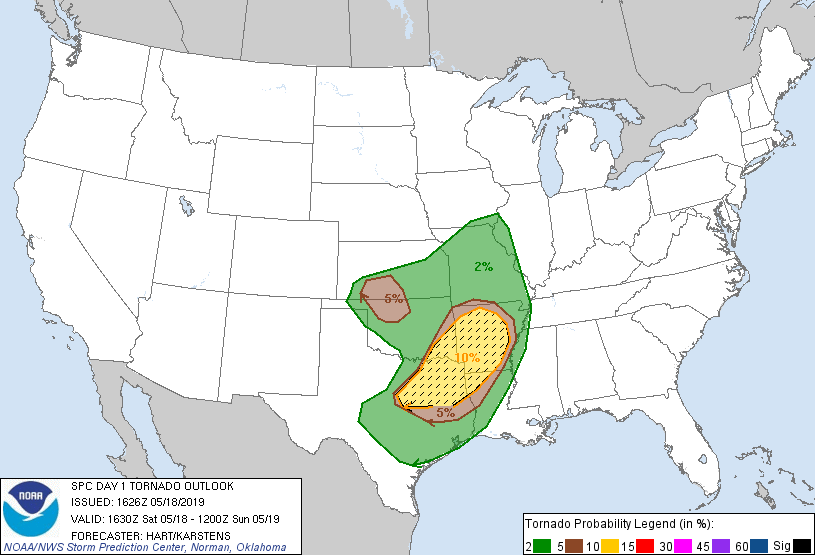 2%
5%
10%
5%
NOAA
SPC DAY 1 TORNADO OUTLOOK
ISSUED: 1626Z 05/18/2019
VALID: 1630Z Sat 05/18 - 1200Z Sun 05/19
FORECASTER: HART/KARSTENS
NOAA/NWS Storm Prediction Center, Norman, Oklahoma
Tornado Probability Legend (in %):
2 5 10 15 30 45 60 Sig